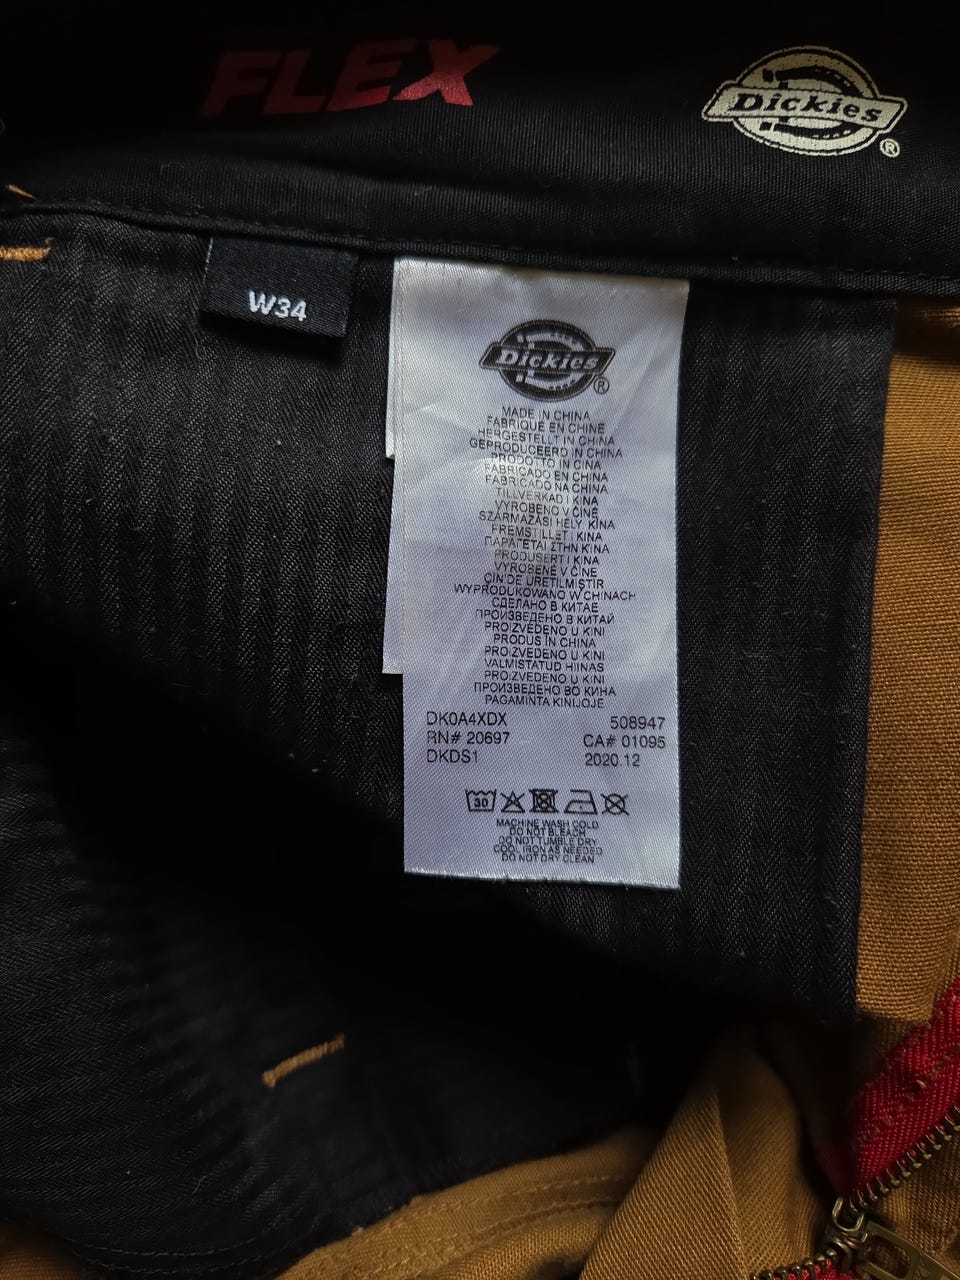 FLEX
Dickies ®
W34
Dickies ®
MADE IN CHINA
FABRIQUE EN CHINE
HERGESTELLT IN CHINA
GEPRODUCEERD IN CHINA
PRODOTTO IN CINA
FABRICADO EN CHINA
FABRICADO NA CHINA
TILLVERKAD I KINA
VYROBENO V ČÍNĚ
SZÁRMAZÁSI HELY KÍNA
FREMSTILLET I KINA
ΠΑΡΑΓΕΤΑΙ ΣΤΗΝ ΚΙΝΑ
PRODUSERT I KINA
VYROBENÉ V ČÍNE
ÇİN'DE ÜRETİLMİŞTİR
WYPRODUKOWANO W CHINACH
СДЕЛАНО В КИТАЕ
ПРОИЗВЕДЕНО В КИТАЙ
PROIZVEDENO U KINI
PRODUS ÎN CHINA
PROIZVEDENO U KINI
VALMISTATUD HIINAS
PROIZVEDENO U KINI
ПРОИЗВЕДЕНО ВО КИНА
PAGAMINTA KINIJOJE
DK0A4XDX 508947
RN# 20697 CA# 01095
DKDS1 2020.12
30
MACHINE WASH COLD
DO NOT BLEACH
DO NOT TUMBLE DRY
COOL IRON AS NEEDED
DO NOT DRY CLEAN